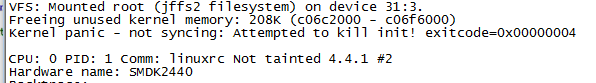 VFS: Mounted root (jffs2 filesystem) on device 31:3.
Freeing unused kernel memory: 208K (c06c2000 - c06f6000)
Kernel panic - not syncing: Attempted to kill init! exitcode=0x00000004
CPU: 0 PID: 1 Comm: linuxrc Not tainted 4.4.1 #2
Hardware name: SMDK2440